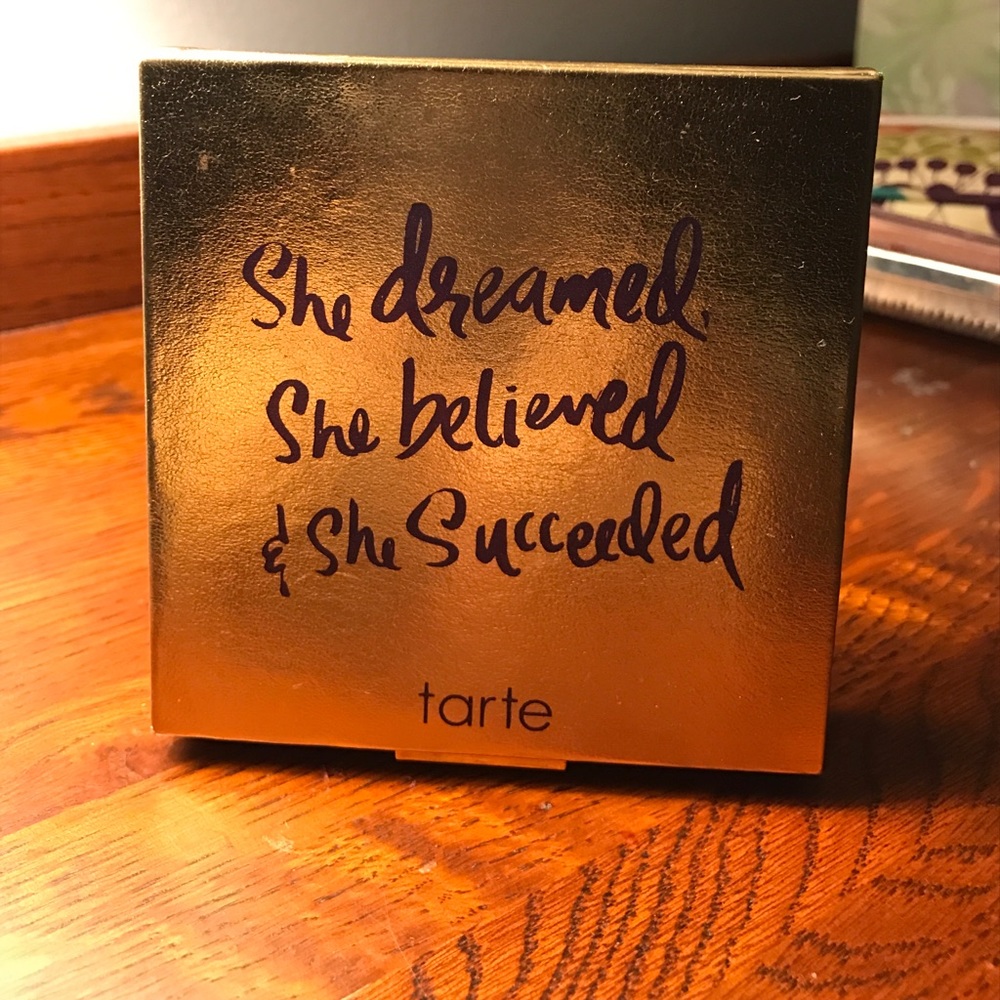 She dreamed,
She believed
& She Succeeded
tarte